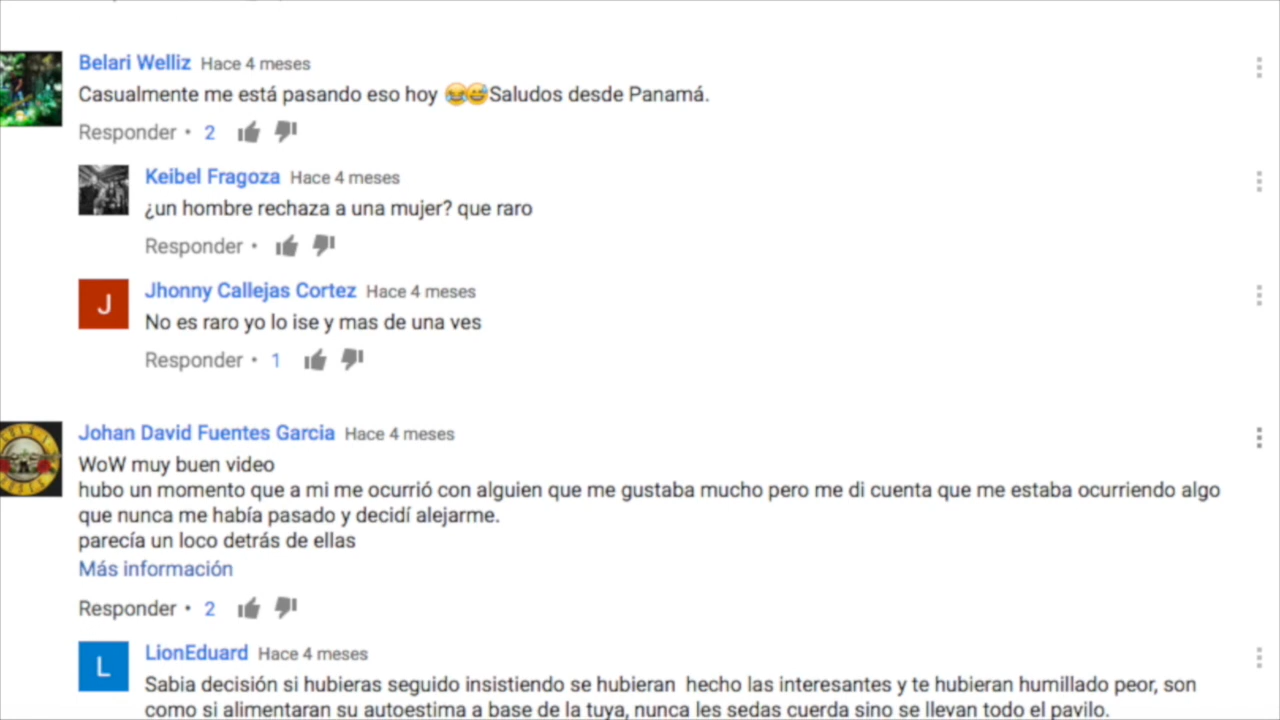 Belari Welliz Hace 4 meses
Casualmente me está pasando eso hoy 😂😅Saludos desde Panamá.
Responder • 2
Keibel Fragoza Hace 4 meses
¿un hombre rechaza a una mujer? que raro
Responder •
J
Jhonny Callejas Cortez Hace 4 meses
No es raro yo lo ise y mas de una ves
Responder • 1
Johan David Fuentes Garcia Hace 4 meses
WoW muy buen video
hubo un momento que a mi me ocurrió con alguien que me gustaba mucho pero me di cuenta que me estaba ocurriendo algo
que nunca me había pasado y decidí alejarme.
parecía un loco detrás de ellas
Más información
Responder • 2
L
LionEduard Hace 4 meses
Sabia decisión si hubieras seguido insistiendo se hubieran hecho las interesantes y te hubieran humillado peor, son
como si alimentaran su autoestima a base de la tuya, nunca les sedas cuerda sino se llevan todo el pavilo.